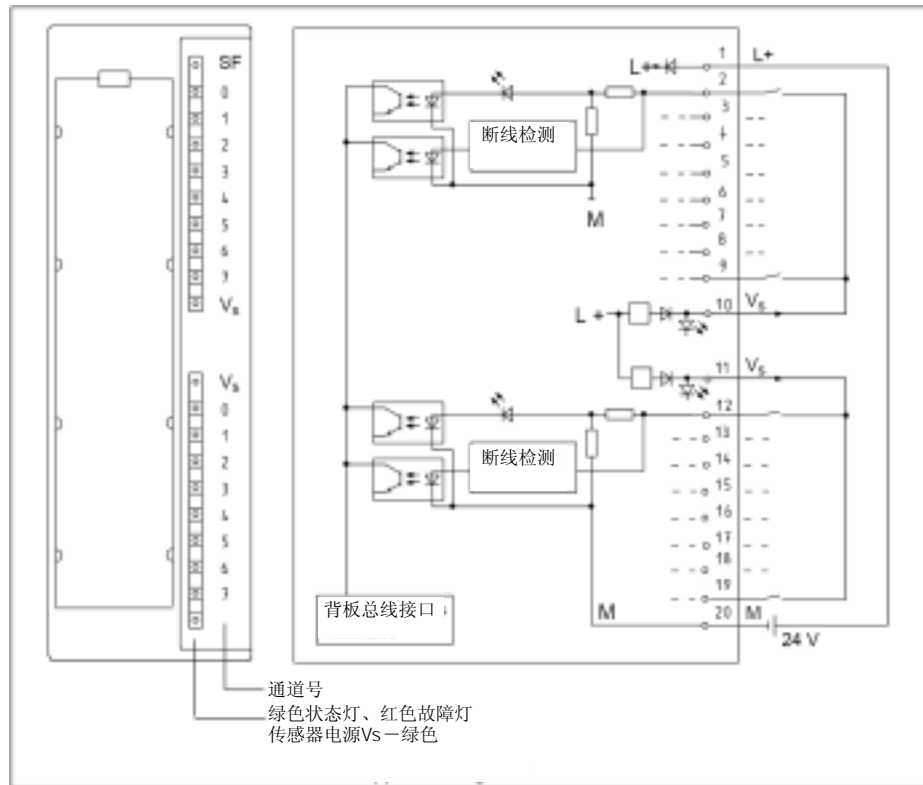 SF
0
1
2
3
4
5
6
7
Vs
Vs
0
1
2
3
4
5
6
7
L+
1
L+
2
3
4
5
6
7
8
9
断线检测
M
L +
10
Vs
11
Vs
12
13
14
15
16
17
18
19
断线检测
背板总线接口
M
20
M
24 V
通道号
绿色状态灯、红色故障灯
传感器电源Vs－绿色